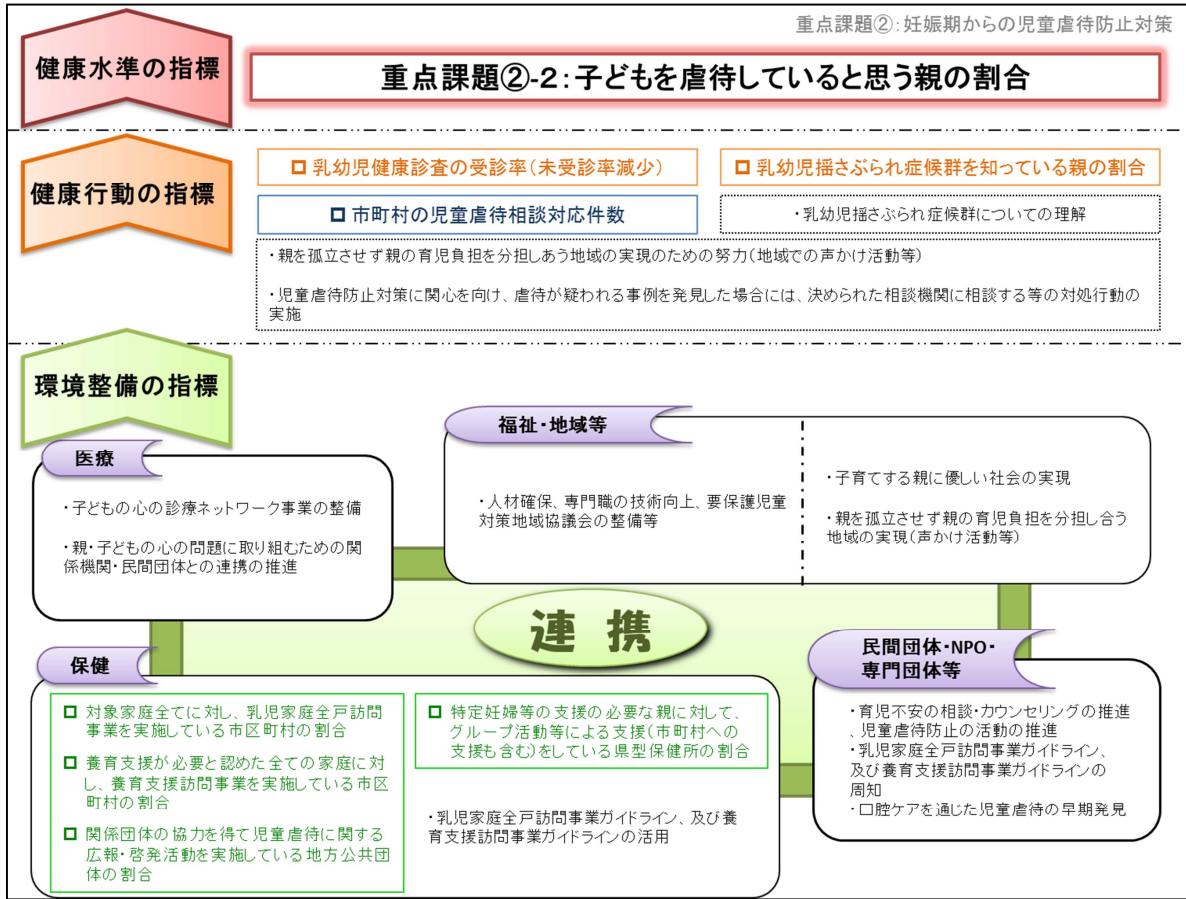 重点課題②:妊娠期からの児童虐待防止対策
健康水準の指標
重点課題②-2:子どもを虐待していると思う親の割合
健康行動の指標
乳幼児健康診査の受診率(未受診率減少)
乳幼児揺さぶられ症候群を知っている親の割合
市町村の児童虐待相談対応件数
・乳幼児揺さぶられ症候群についての理解
・親を孤立させず親の育児負担を分担しあう地域の実現のための努力(地域での声かけ活動等)
・児童虐待防止対策に関心を向け、虐待が疑われる事例を発見した場合には、決められた相談機関に相談する等の対処行動の
実施
環境整備の指標
医療
・子どもの心の診療ネットワーク事業の整備
・親・子どもの心の問題に取り組むための関
係機関・民間団体との連携の推進
福祉・地域等
・人材確保、専門職の技術向上、要保護児童
対策地域協議会の整備等
・子育てする親に優しい社会の実現
・親を孤立させず親の育児負担を分担し合う
地域の実現(声かけ活動等)
連携
保健
対象家庭全てに対し、乳児家庭全戸訪問
事業を実施している市区町村の割合
養育支援が必要と認めた全ての家庭に対
し、養育支援訪問事業を実施している市区
町村の割合
関係団体の協力を得て児童虐待に関する
広報・啓発活動を実施している地方公共団
体の割合
特定妊婦等の支援の必要な親に対して、
グループ活動等による支援(市町村への
支援も含む)をしている県型保健所の割合
・乳児家庭全戸訪問事業ガイドライン、及び養
育支援訪問事業ガイドラインの活用
民間団体・NPO・
専門団体等
・育児不安の相談・カウンセリングの推進
、児童虐待防止の活動の推進
・乳児家庭全戸訪問事業ガイドライン、
及び養育支援訪問事業ガイドラインの
周知
・口腔ケアを通じた児童虐待の早期発見